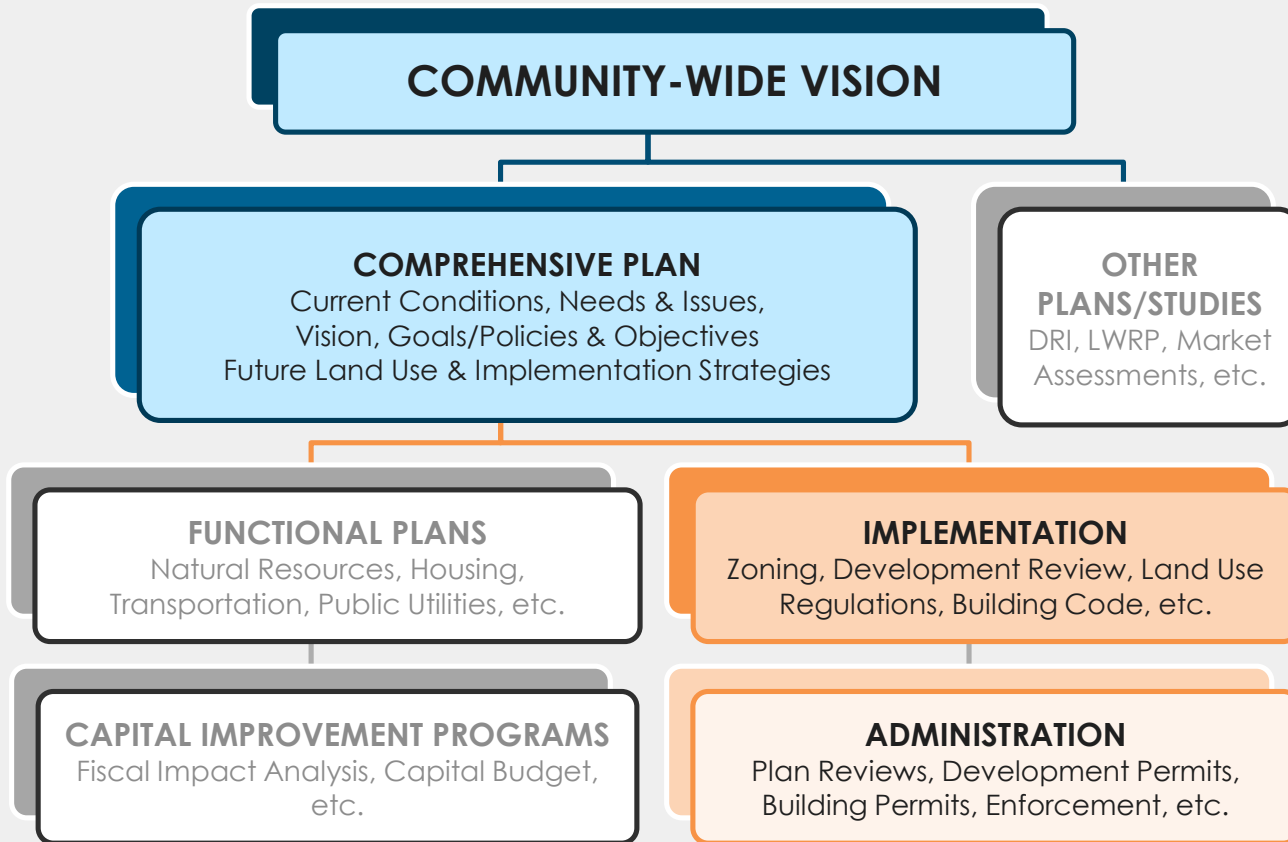 COMMUNITY-WIDE VISION
COMPREHENSIVE PLAN
Current Conditions, Needs & Issues,
Vision, Goals/Policies & Objectives
Future Land Use & Implementation Strategies
OTHER
PLANS/STUDIES
DRI, LWRP, Market
Assessments, etc.
FUNCTIONAL PLANS
Natural Resources, Housing,
Transportation, Public Utilities, etc.
IMPLEMENTATION
Zoning, Development Review, Land Use
Regulations, Building Code, etc.
CAPITAL IMPROVEMENT PROGRAMS
Fiscal Impact Analysis, Capital Budget,
etc.
ADMINISTRATION
Plan Reviews, Development Permits,
Building Permits, Enforcement, etc.